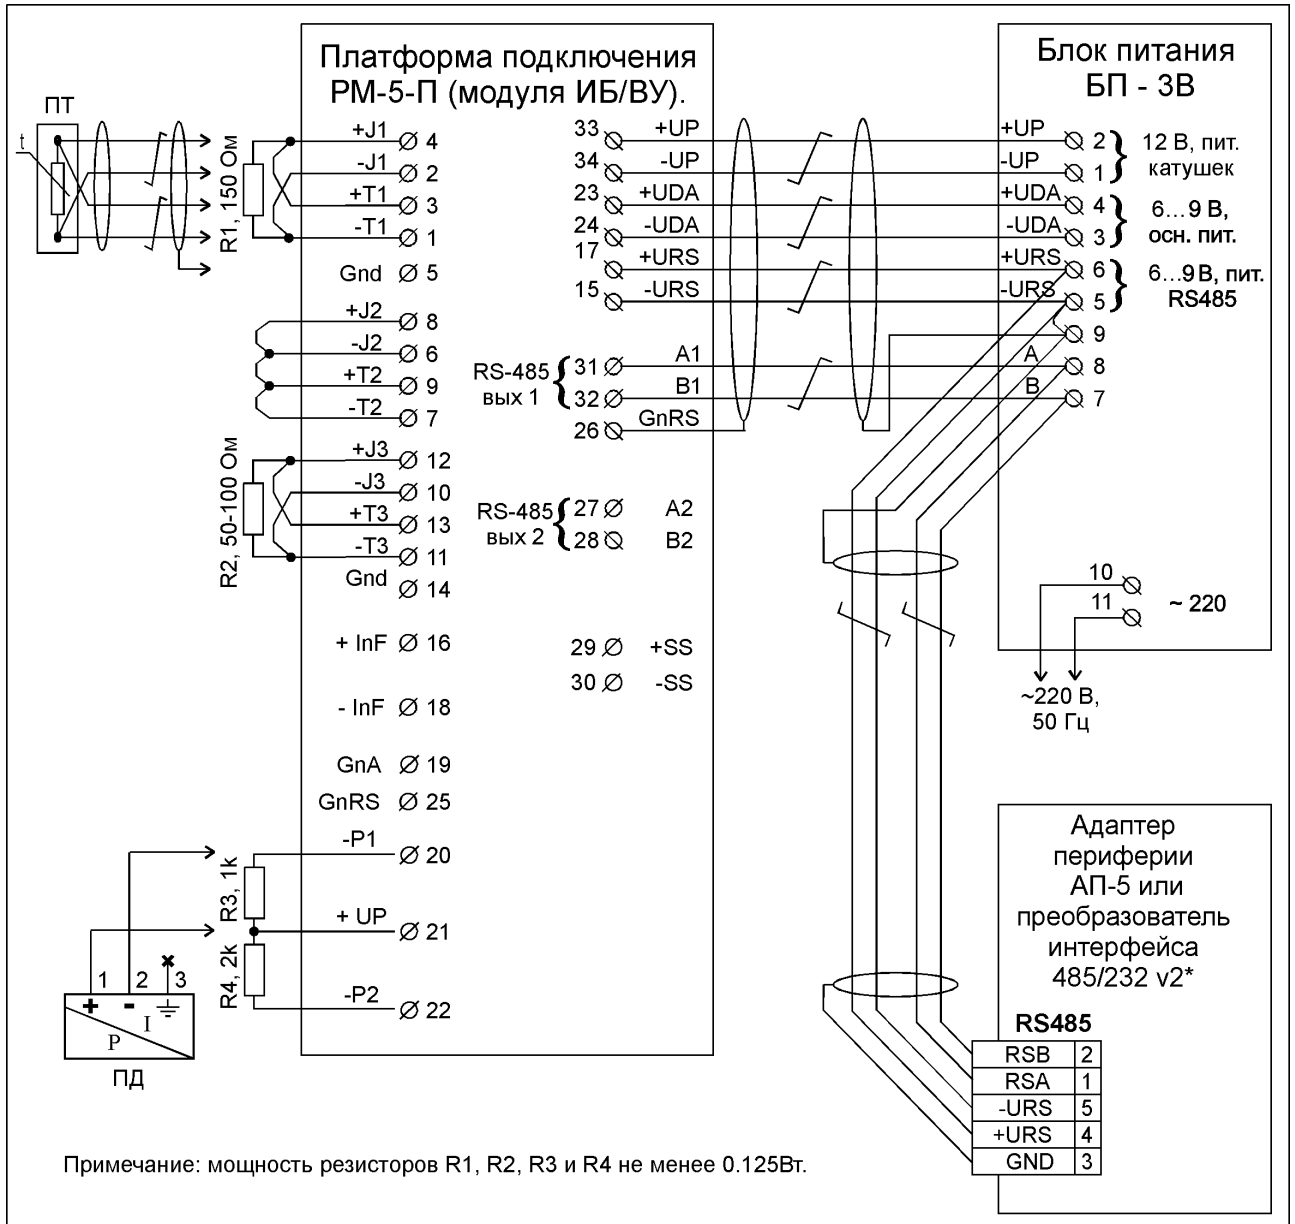 Платформа подключения
РМ-5-П (модуля ИБ/ВУ).
Блок питания
БП - 3В
ПТ
t
R1, 150 Ом
+J1 4
-J1 2
+T1 3
-T1 1
Gnd 5
+J2 8
-J2 6
+T2 9
-T2 7
R2, 50-100 Ом
+J3 12
-J3 10
+T3 13
-T3 11
Gnd 14
+ InF 16
- InF 18
GnA 19
GnRS 25
-P1 20
R3, 1k
+ UP 21
R4, 2k
-P2 22
1 2 3
+ -
I
P
ПД
33 +UP
34 -UP
23 +UDA
24 -UDA
17 +URS
15 -URS
RS-485
вых 1
31 A1
32 B1
26 GnRS
RS-485
вых 2
27 A2
28 B2
29 +SS
30 -SS
+UP 2
-UP 1
12 В, пит.
катушек
+UDA 4
-UDA 3
6...9 В,
осн. пит.
+URS 6
-URS 5
6...9 В, пит.
RS485
9
A 8
B 7
10
11
~ 220
~220 В,
50 Гц
Адаптер
периферии
АП-5 или
преобразователь
интерфейса
485/232 v2*
RS485
RSB 2
RSA 1
-URS 5
+URS 4
GND 3
Примечание: мощность резисторов R1, R2, R3 и R4 не менее 0.125Вт.